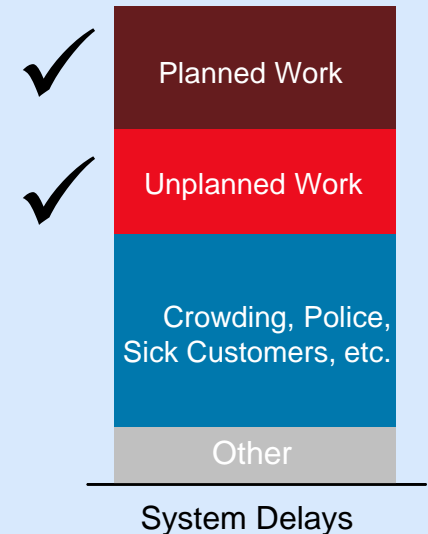 Planned Work
Unplanned Work
Crowding, Police,
Sick Customers, etc.
Other
System Delays